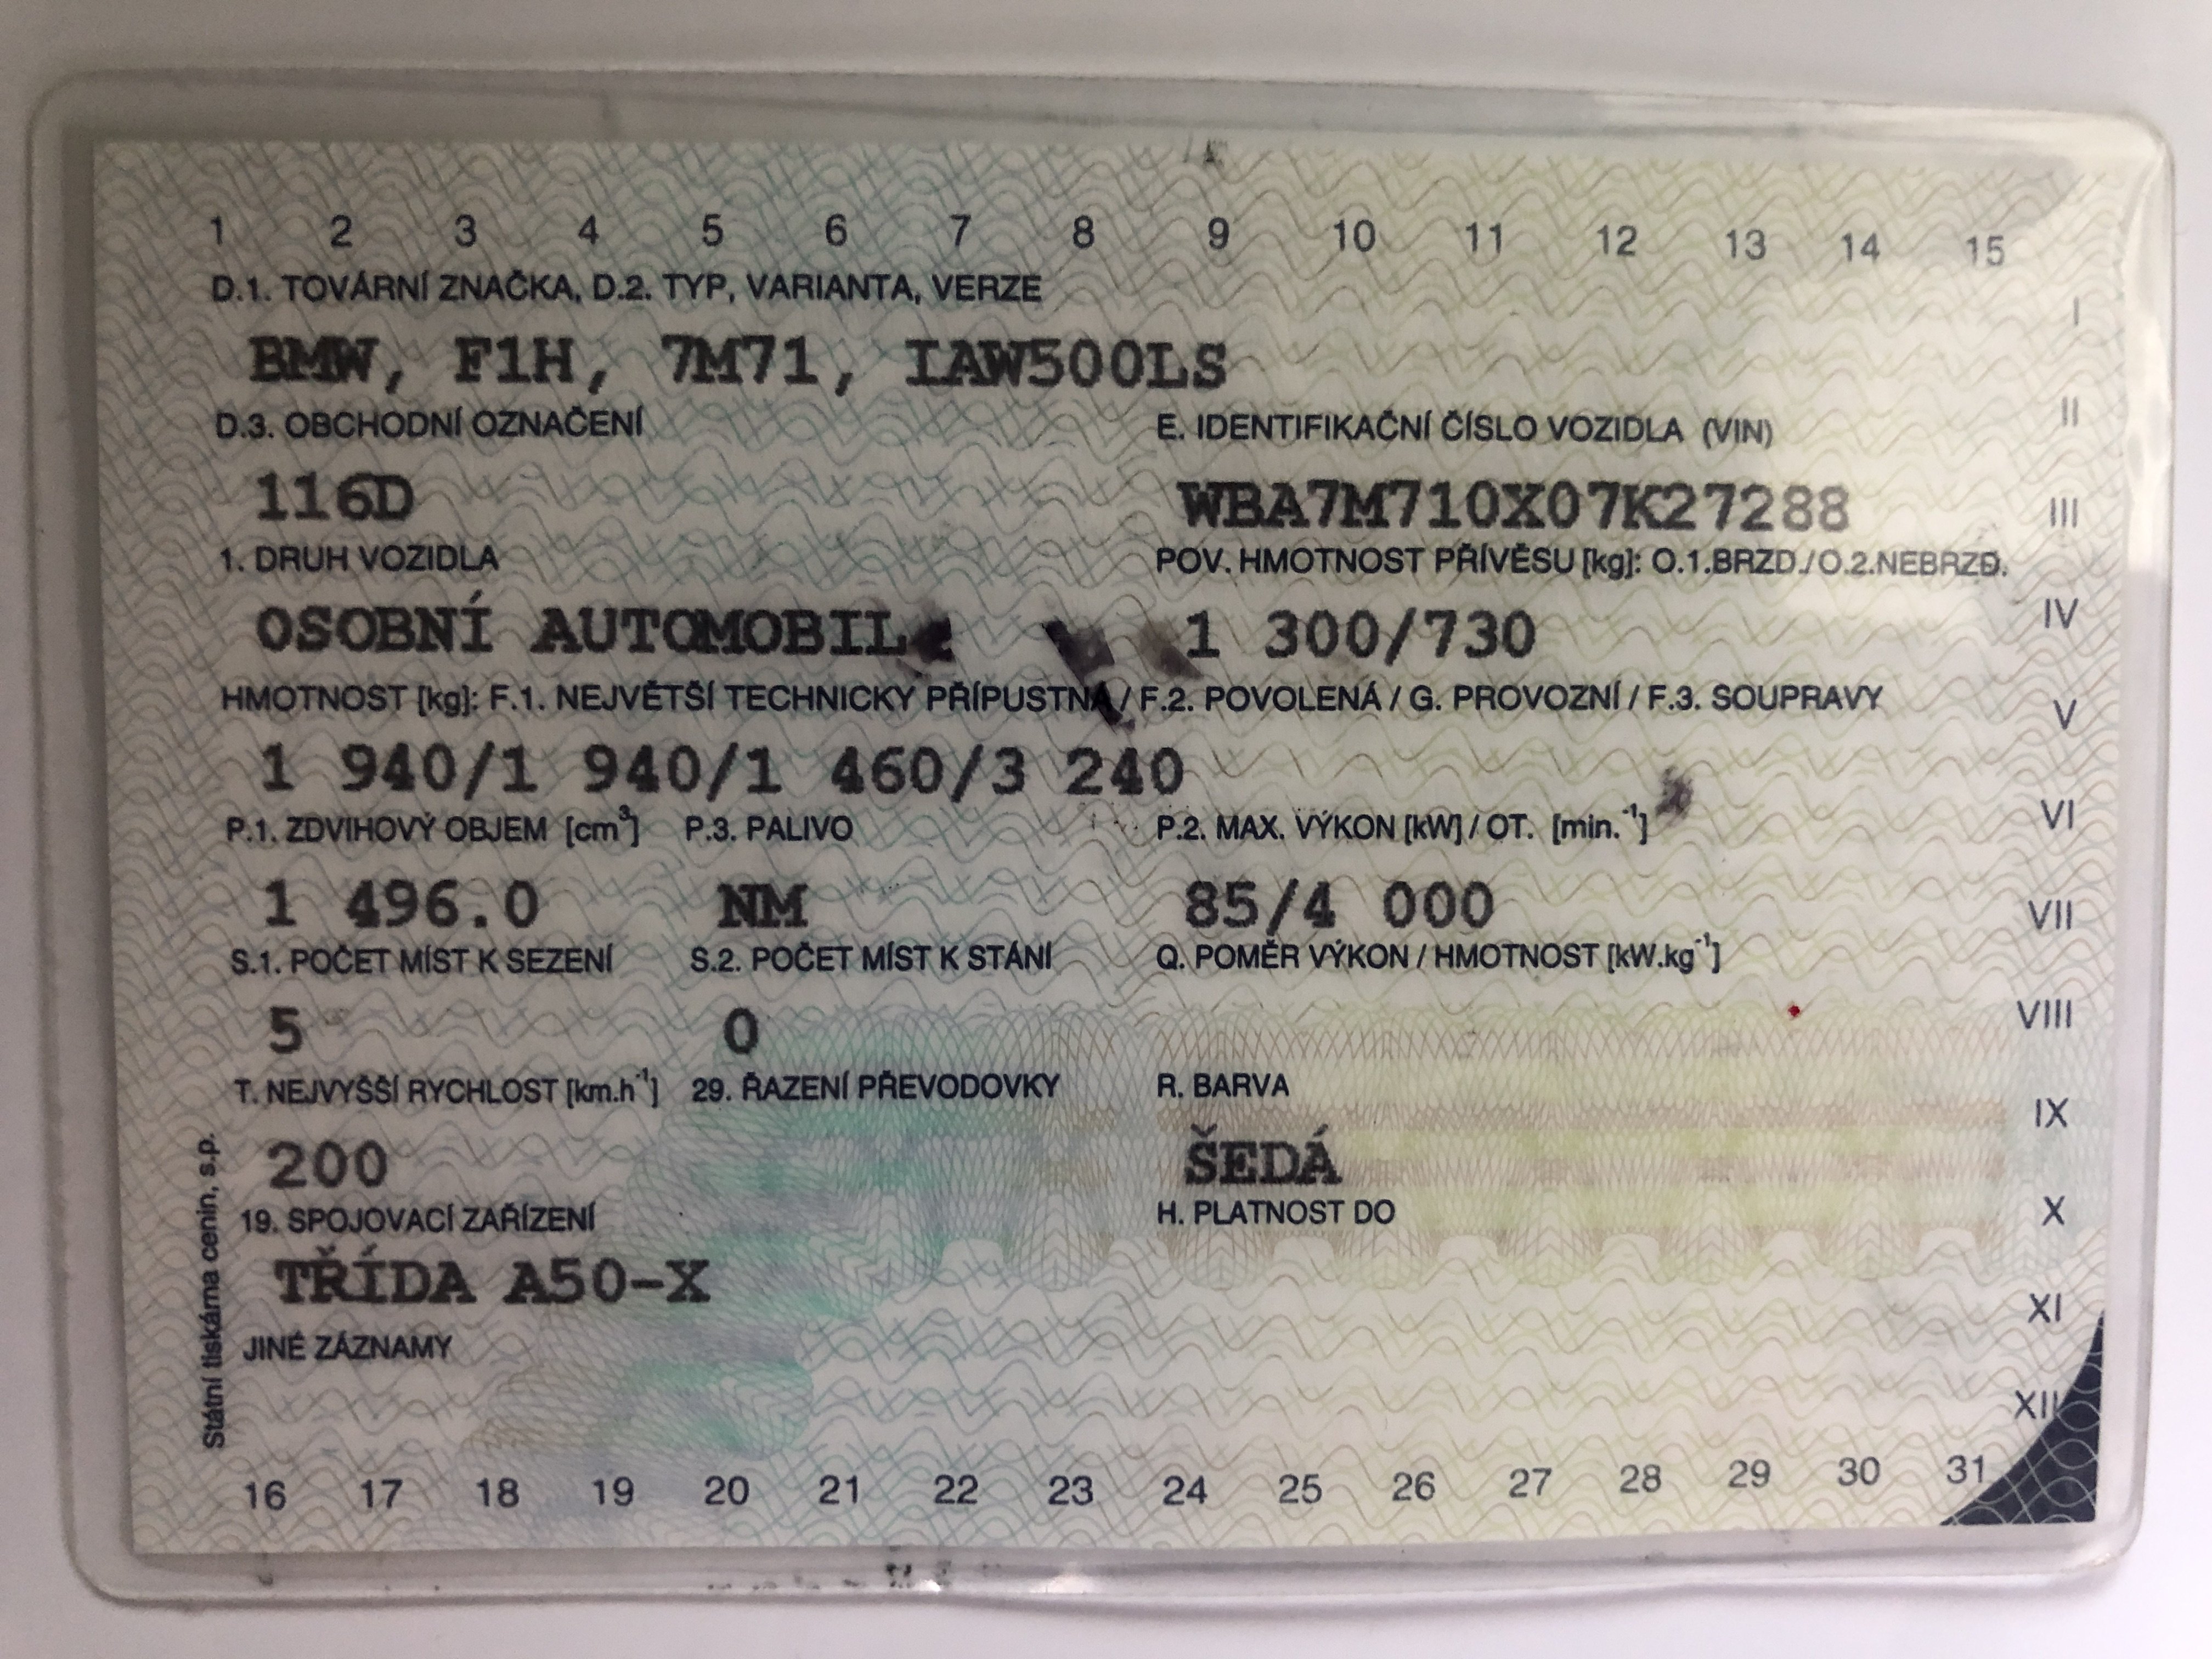 1 2 3 4 5 6 7 8 9 10 11 12 13 14 15
D.1. TOVÁRNÍ ZNAČKA, D.2. TYP, VARIANTA, VERZE
I
BMW, F1H, 7M71, IAW500LS
D.3. OBCHODNÍ OZNAČENÍ E. IDENTIFIKAČNÍ ČÍSLO VOZIDLA (VIN)
II
116D WBA7M710X07K27288
III
1. DRUH VOZIDLA POV. HMOTNOST PŘÍVĚSU [kg]: O.1.BRZD./O.2.NEBRZD.
OSOBNÍ AUTOMOBIL 1 300/730
IV
HMOTNOST [kg]: F.1. NEJVĚTŠÍ TECHNICKY PŘÍPUSTNÁ / F.2. POVOLENÁ / G. PROVOZNÍ / F.3. SOUPRAVY
V
1 940/1 940/1 460/3 240
P.1. ZDVIHOVÝ OBJEM [cm³] P.3. PALIVO P.2. MAX. VÝKON [kW] / OT. [min.⁻¹]
VI
1 496.0 NM 85/4 000
VII
S.1. POČET MÍST K SEZENÍ S.2. POČET MÍST K STÁNÍ Q. POMĚR VÝKON / HMOTNOST [kW.kg⁻¹]
5 0
VIII
T. NEJVYŠŠÍ RYCHLOST [km.h⁻¹] 29. ŘAZENÍ PŘEVODOVKY R. BARVA
IX
200 ŠEDÁ
19. SPOJOVACÍ ZAŘÍZENÍ H. PLATNOST DO
X
TŘÍDA A50-X
XI
JINÉ ZÁZNAMY
XII
Státní tiskárna cenin, s.p.
16 17 18 19 20 21 22 23 24 25 26 27 28 29 30 31